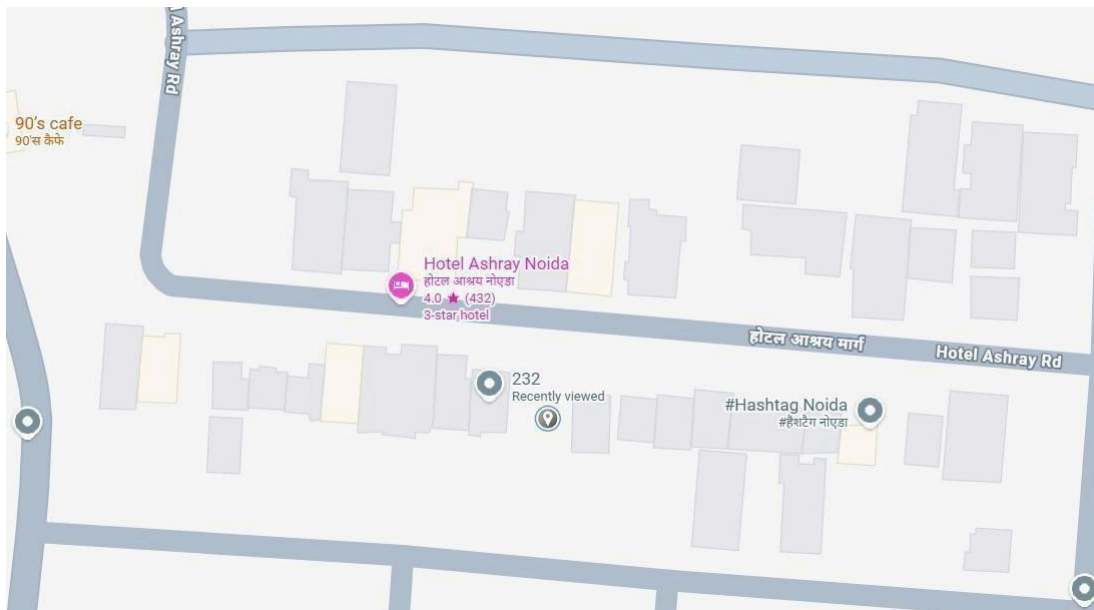 Ashray Rd
90's cafe
90'स कैफे
Hotel Ashray Noida
होटल आश्रय नोएडा
4.0 ★ (432)
3-star hotel
होटल आश्रय मार्ग
Hotel Ashray Rd
232
Recently viewed
#Hashtag Noida
#हैशटैग नोएडा